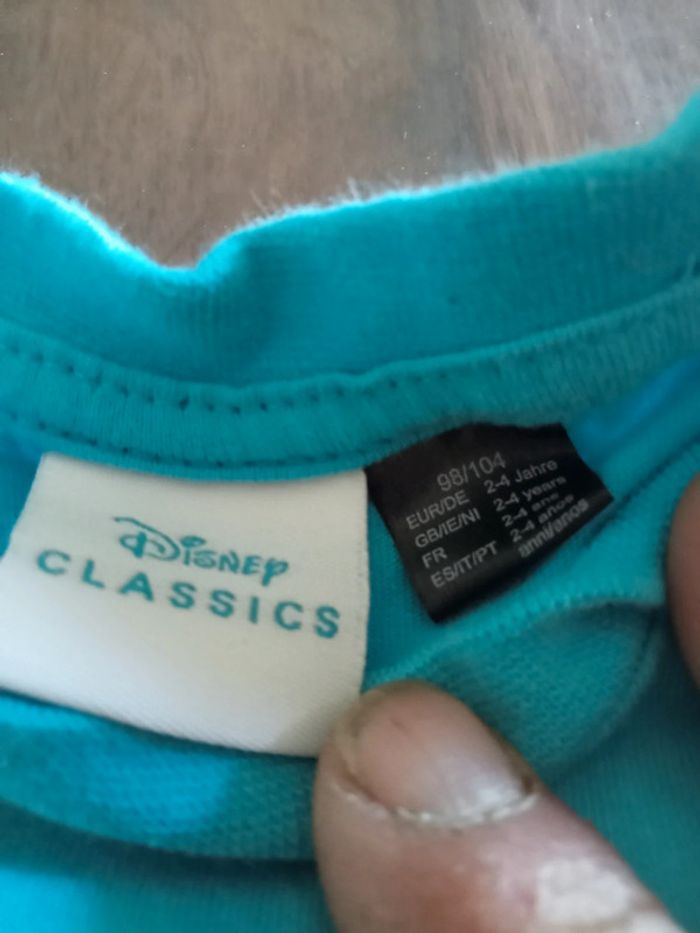 Disney
CLASSICS
98/104
EUR/DE 2-4 Jahre
GB/IE/NI 2-4 years
FR 2-4 ans
ES/IT/PT 2-4 años
anni/anos